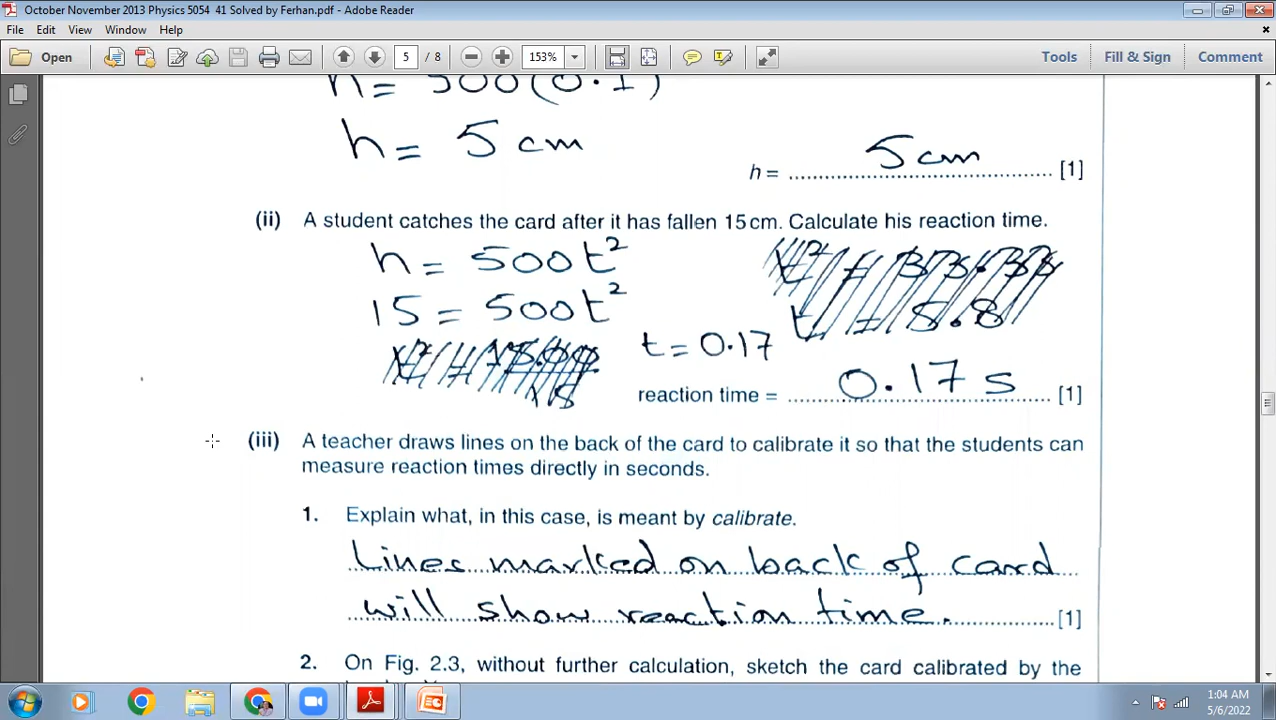 October November 2013 Physics 5054 41 Solved by Ferhan.pdf - Adobe Reader
File Edit View Window Help
Open 5 / 8 153% Tools Fill & Sign Comment
h = 500(0.1)
h = 5 cm
5cm
h = [1]
(ii) A student catches the card after it has fallen 15 cm. Calculate his reaction time.
h = 500t²
15 = 500t²
t = 0.17
0.17 s
reaction time = [1]
(iii) A teacher draws lines on the back of the card to calibrate it so that the students can
measure reaction times directly in seconds.
1. Explain what, in this case, is meant by calibrate.
Lines marked on back of card
will show reaction time. [1]
2. On Fig. 2.3, without further calculation, sketch the card calibrated by the
1:04 AM
5/6/2022